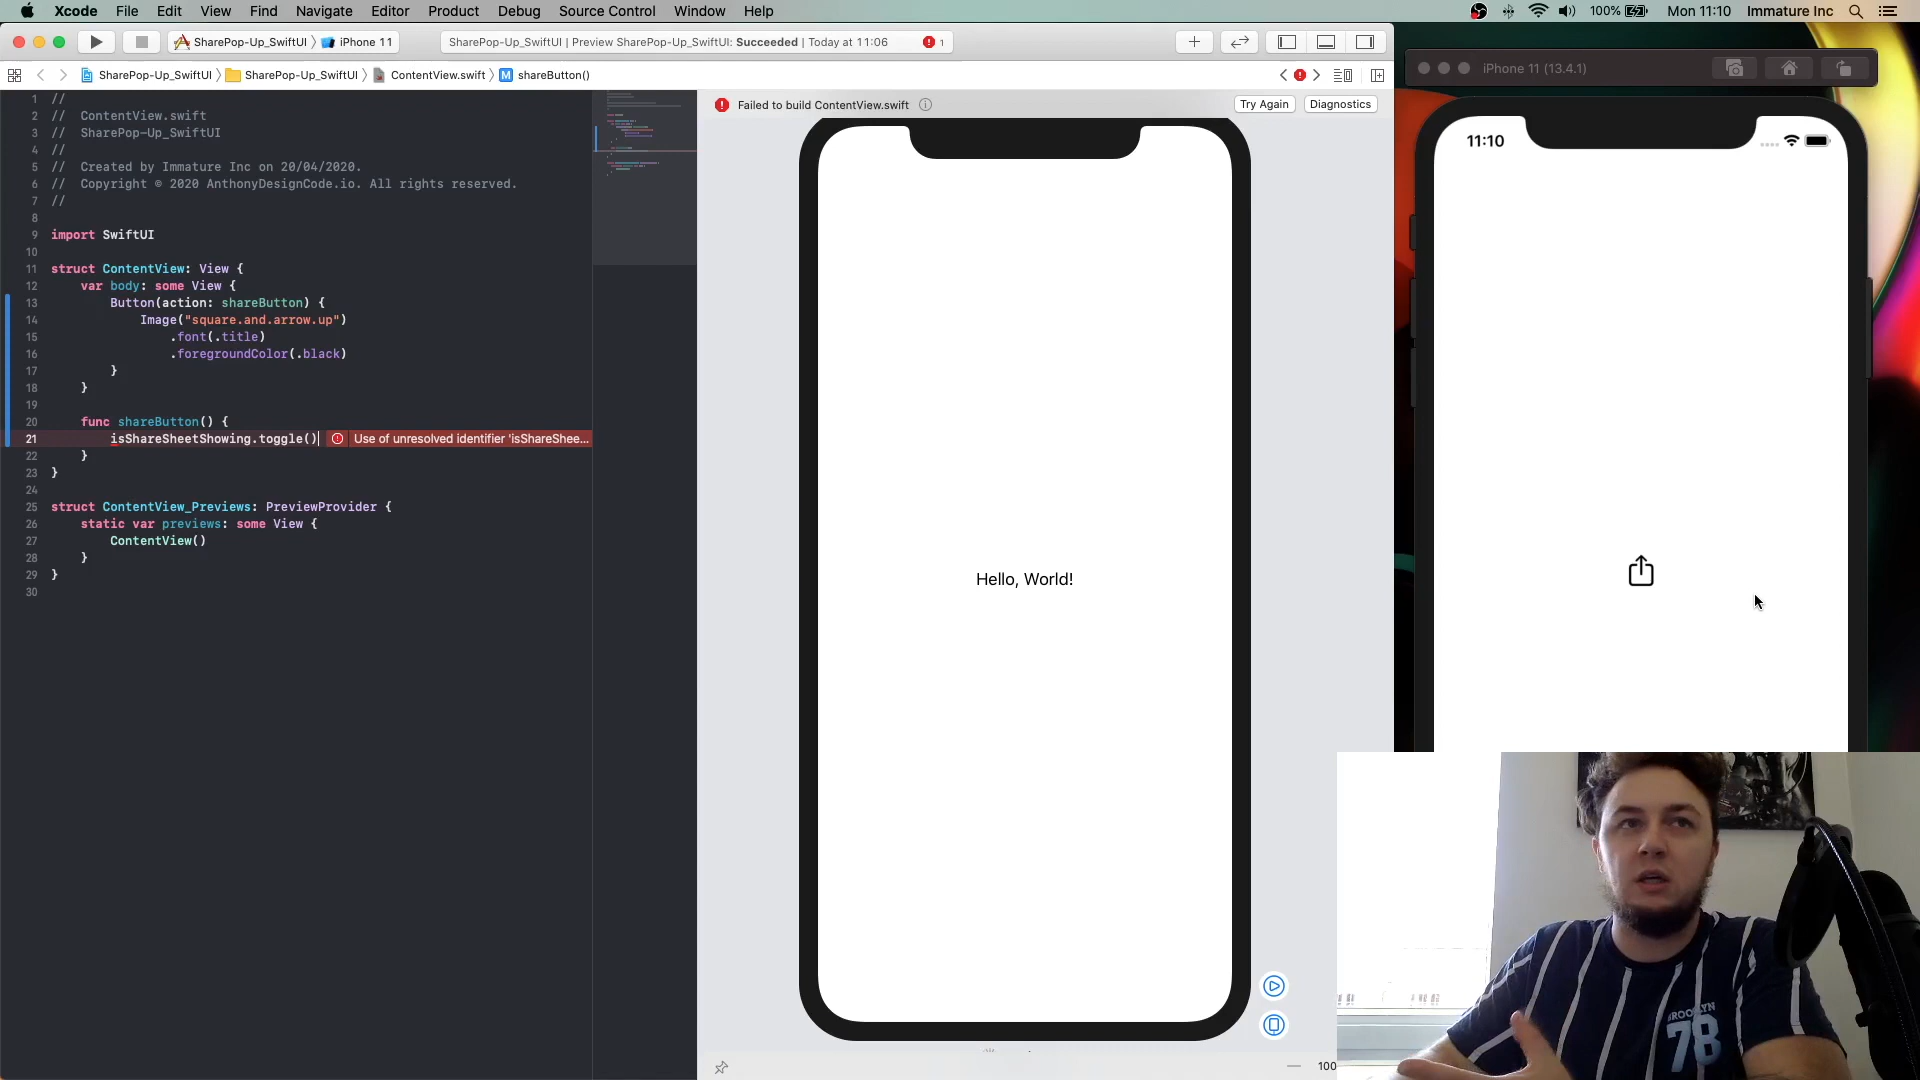 Xcode File Edit View Find Navigate Editor Product Debug Source Control Window Help 100% Mon 11:10 Immature Inc
SharePop-Up_SwiftUI iPhone 11 SharePop-Up_SwiftUI | Preview SharePop-Up_SwiftUI: Succeeded | Today at 11:06 1
SharePop-Up_SwiftUI SharePop-Up_SwiftUI ContentView.swift M shareButton()
Failed to build ContentView.swift Try Again Diagnostics
1 //
2 // ContentView.swift
3 // SharePop-Up_SwiftUI
4 //
5 // Created by Immature Inc on 20/04/2020.
6 // Copyright © 2020 AnthonyDesignCode.io. All rights reserved.
7 //
8
9 import SwiftUI
10
11 struct ContentView: View {
12 var body: some View {
13 Button(action: shareButton) {
14 Image("square.and.arrow.up")
15 .font(.title)
16 .foregroundColor(.black)
17 }
18 }
19
20 func shareButton() {
21 isShareSheetShowing.toggle() Use of unresolved identifier 'isShareShee...
22 }
23 }
24
25 struct ContentView_Previews: PreviewProvider {
26 static var previews: some View {
27 ContentView()
28 }
29 }
30
Hello, World!
100
iPhone 11 (13.4.1)
11:10
BROOKLYN
78